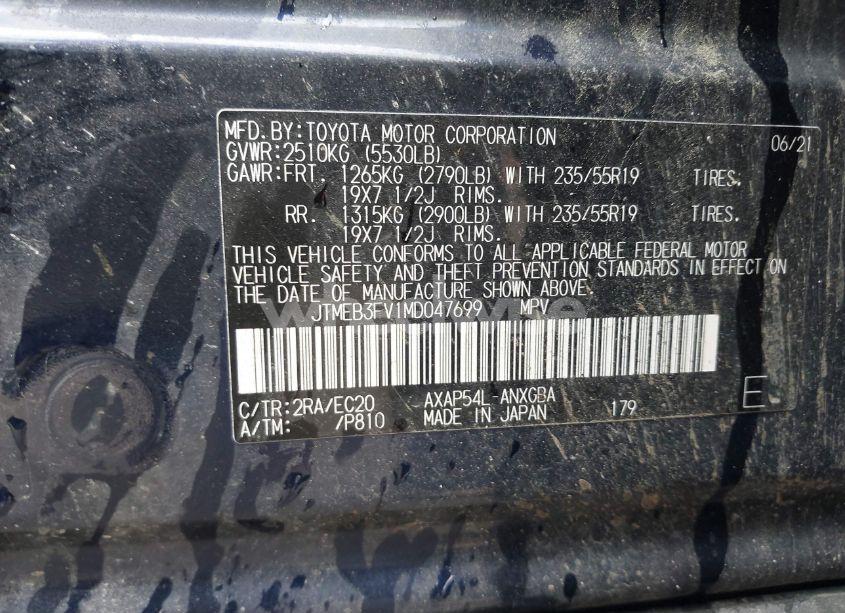 MFD.BY:TOYOTA MOTOR CORPORATION 06/21
GVWR:2510KG (5530LB)
GAWR:FRT. 1265KG (2790LB) WITH 235/55R19 TIRES.
19X7 1/2J RIMS.
RR. 1315KG (2900LB) WITH 235/55R19 TIRES.
19X7 1/2J RIMS.
THIS VEHICLE CONFORMS TO ALL APPLICABLE FEDERAL MOTOR
VEHICLE SAFETY AND THEFT PREVENTION STANDARDS IN EFFECT ON
THE DATE OF MANUFACTURE SHOWN ABOVE.
JTMEB3FV1MD047699 MPV
C/TR:2RA/EC20 AXAP54L-ANXGBA 179 E
A/TM: /P810 MADE IN JAPAN